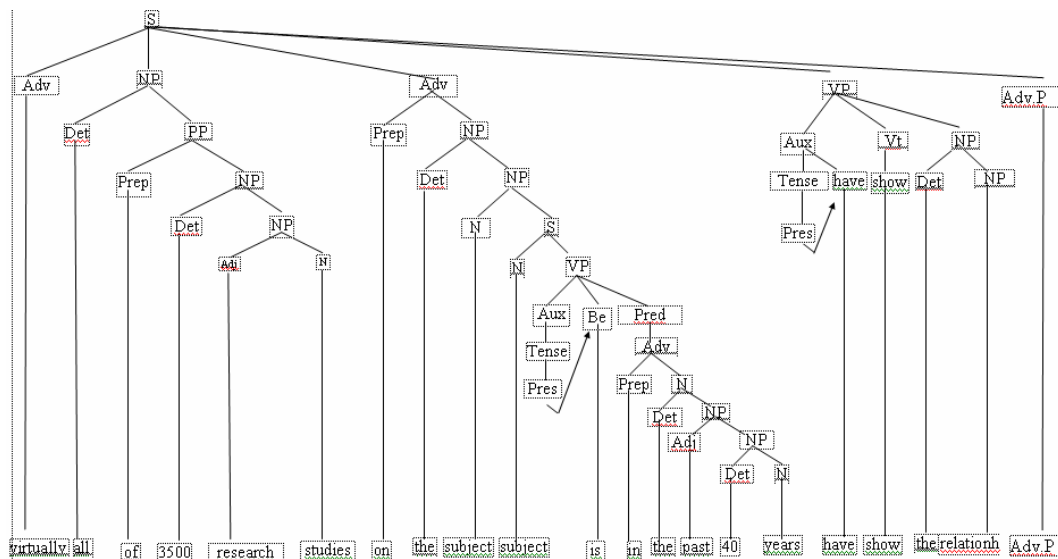 S
Adv NP Adv VP Adv.P
Det PP Prep NP Aux Vt NP
Prep NP Det NP Tense have show Det NP
Det NP N S Pres
Adj N N VP
Aux Be Pred
Tense Adv
Pres Prep N
Det NP
Adj NP
Det N
virtually all of 3500 research studies on the subject subject is in the past 40 years have show the relationh Adv.P